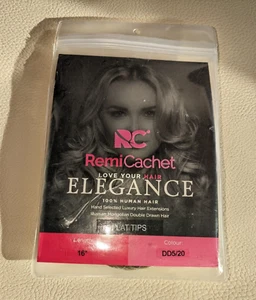 RC
RemiCachet
LOVE YOUR HAIR
ELEGANCE
100% HUMAN HAIR
Hand Selected Luxury Hair Extensions
Russian Mongolian Double Drawn Hair
FLAT TIPS
Colour
16"
DD5/20